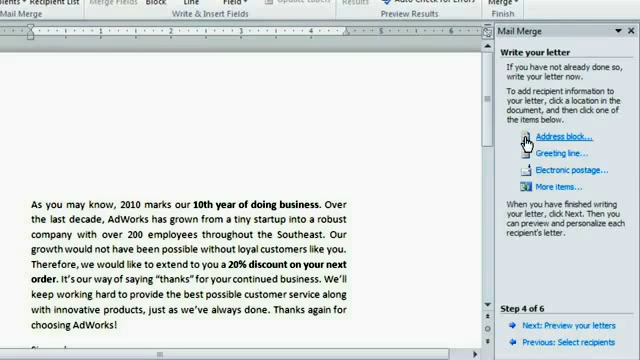 ipients Recipient List Merge Fields Block Line Field Update Labels Auto Check for Errors Merge
Mail Merge Write & Insert Fields Preview Results Finish
1 2 3 4 5 6
Mail Merge
Write your letter
If you have not already done so,
write your letter now.
To add recipient information to
your letter, click a location in the
document, and then click one of
the items below.
Address block...
Greeting line...
Electronic postage...
More items...
When you have finished writing
your letter, click Next. Then you
can preview and personalize each
recipient's letter.
Step 4 of 6
Next: Preview your letters
Previous: Select recipients
As you may know, 2010 marks our 10th year of doing business. Over
the last decade, AdWorks has grown from a tiny startup into a robust
company with over 200 employees throughout the Southeast. Our
growth would not have been possible without loyal customers like you.
Therefore, we would like to extend to you a 20% discount on your next
order. It's our way of saying "thanks" for your continued business. We'll
keep working hard to provide the best possible customer service along
with innovative products, just as we've always done. Thanks again for
choosing AdWorks!